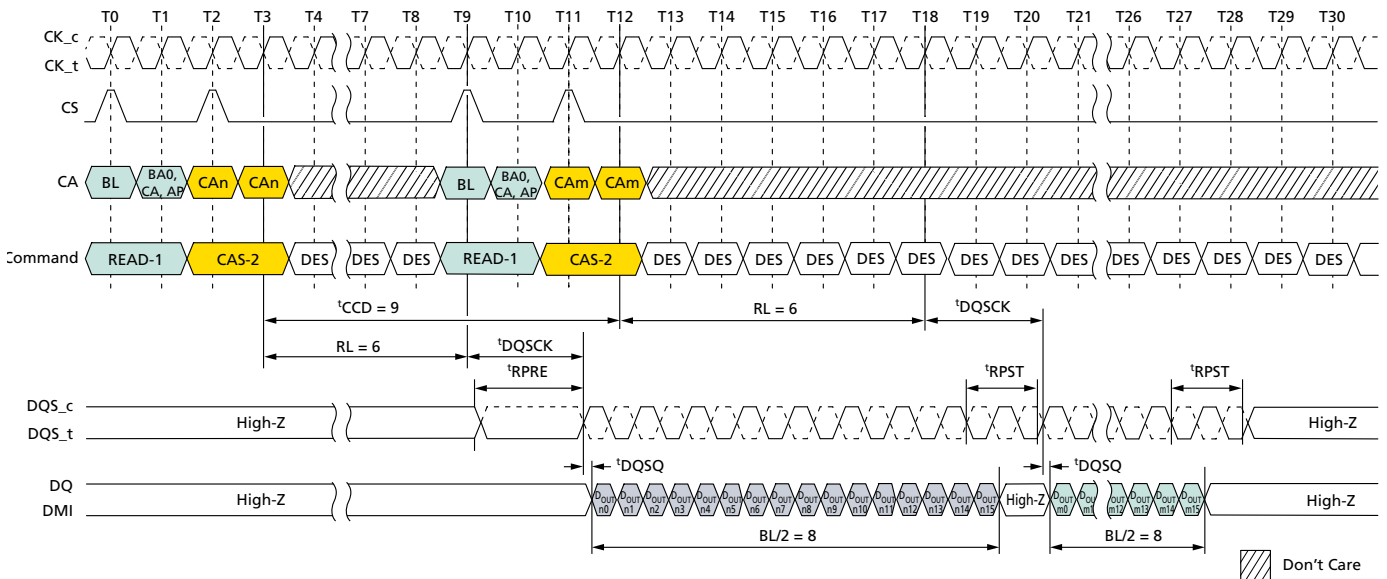 T0 T1 T2 T3 T4 T7 T8 T9 T10 T11 T12 T13 T14 T15 T16 T17 T18 T19 T20 T21 T26 T27 T28 T29 T30
CK_c
CK_t
CS
CA BL BA0, CA, AP CAn CAn BL BA0, CA, AP CAm CAm
Command READ-1 CAS-2 DES DES DES READ-1 CAS-2 DES DES DES DES DES DES DES DES DES DES DES DES DES DES
tCCD = 9 RL = 6 tDQSCK
RL = 6 tDQSCK
tRPRE tRPST tRPST
DQS_c
DQS_t
High-Z High-Z
tDQSQ tDQSQ
DQ
DMI
High-Z DOUT n0 DOUT n1 DOUT n2 DOUT n3 DOUT n4 DOUT n5 DOUT n6 DOUT n7 DOUT n8 DOUT n9 DOUT n10 DOUT n11 DOUT n12 DOUT n13 DOUT n14 DOUT n15 High-Z DOUT m0 DOUT m12 DOUT m13 DOUT m14 DOUT m15 High-Z
BL/2 = 8 BL/2 = 8
Don't Care